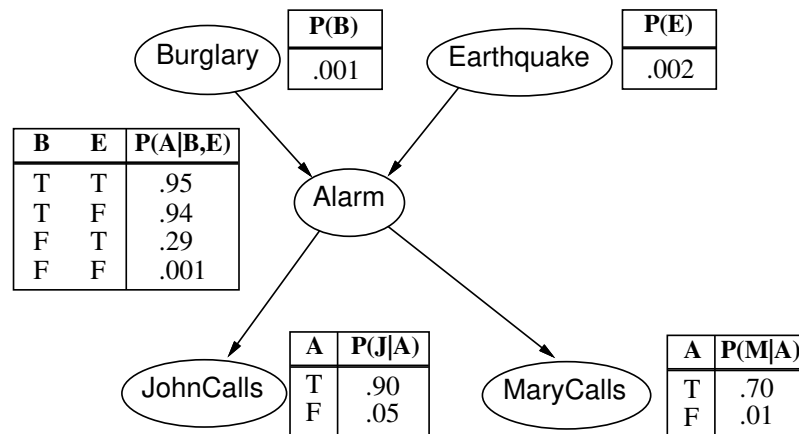 Burglary
P(B)
.001
Earthquake
P(E)
.002
B E P(A|B,E)
T T .95
T F .94
F T .29
F F .001
Alarm
JohnCalls
A P(J|A)
T .90
F .05
MaryCalls
A P(M|A)
T .70
F .01